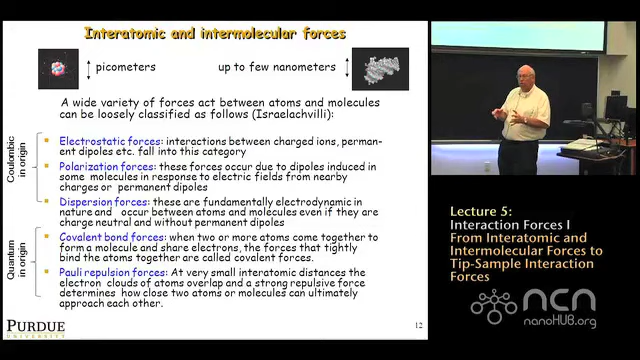 Interatomic and intermolecular forces
picometers
up to few nanometers
A wide variety of forces act between atoms and molecules
can be loosely classified as follows (Israelachvilli):
Coulombic
in origin
Electrostatic forces: interactions between charged ions, perman-
ent dipoles etc. fall into this category
Polarization forces: these forces occur due to dipoles induced in
some molecules in response to electric fields from nearby
charges or permanent dipoles
Dispersion forces: these are fundamentally electrodynamic in
nature and occur between atoms and molecules even if they are
charge neutral and without permanent dipoles
Quantum
in origin
Covalent bond forces: when two or more atoms come together to
form a molecule and share electrons, the forces that tightly
bind the atoms together are called covalent forces.
Pauli repulsion forces: At very small interatomic distances the
electron clouds of atoms overlap and a strong repulsive force
determines how close two atoms or molecules can ultimately
approach each other.
PURDUE
UNIVERSITY
12
Lecture 5:
Interaction Forces I
From Interatomic and
Intermolecular Forces to
Tip-Sample Interaction
Forces
ncn
nanoHUB.org